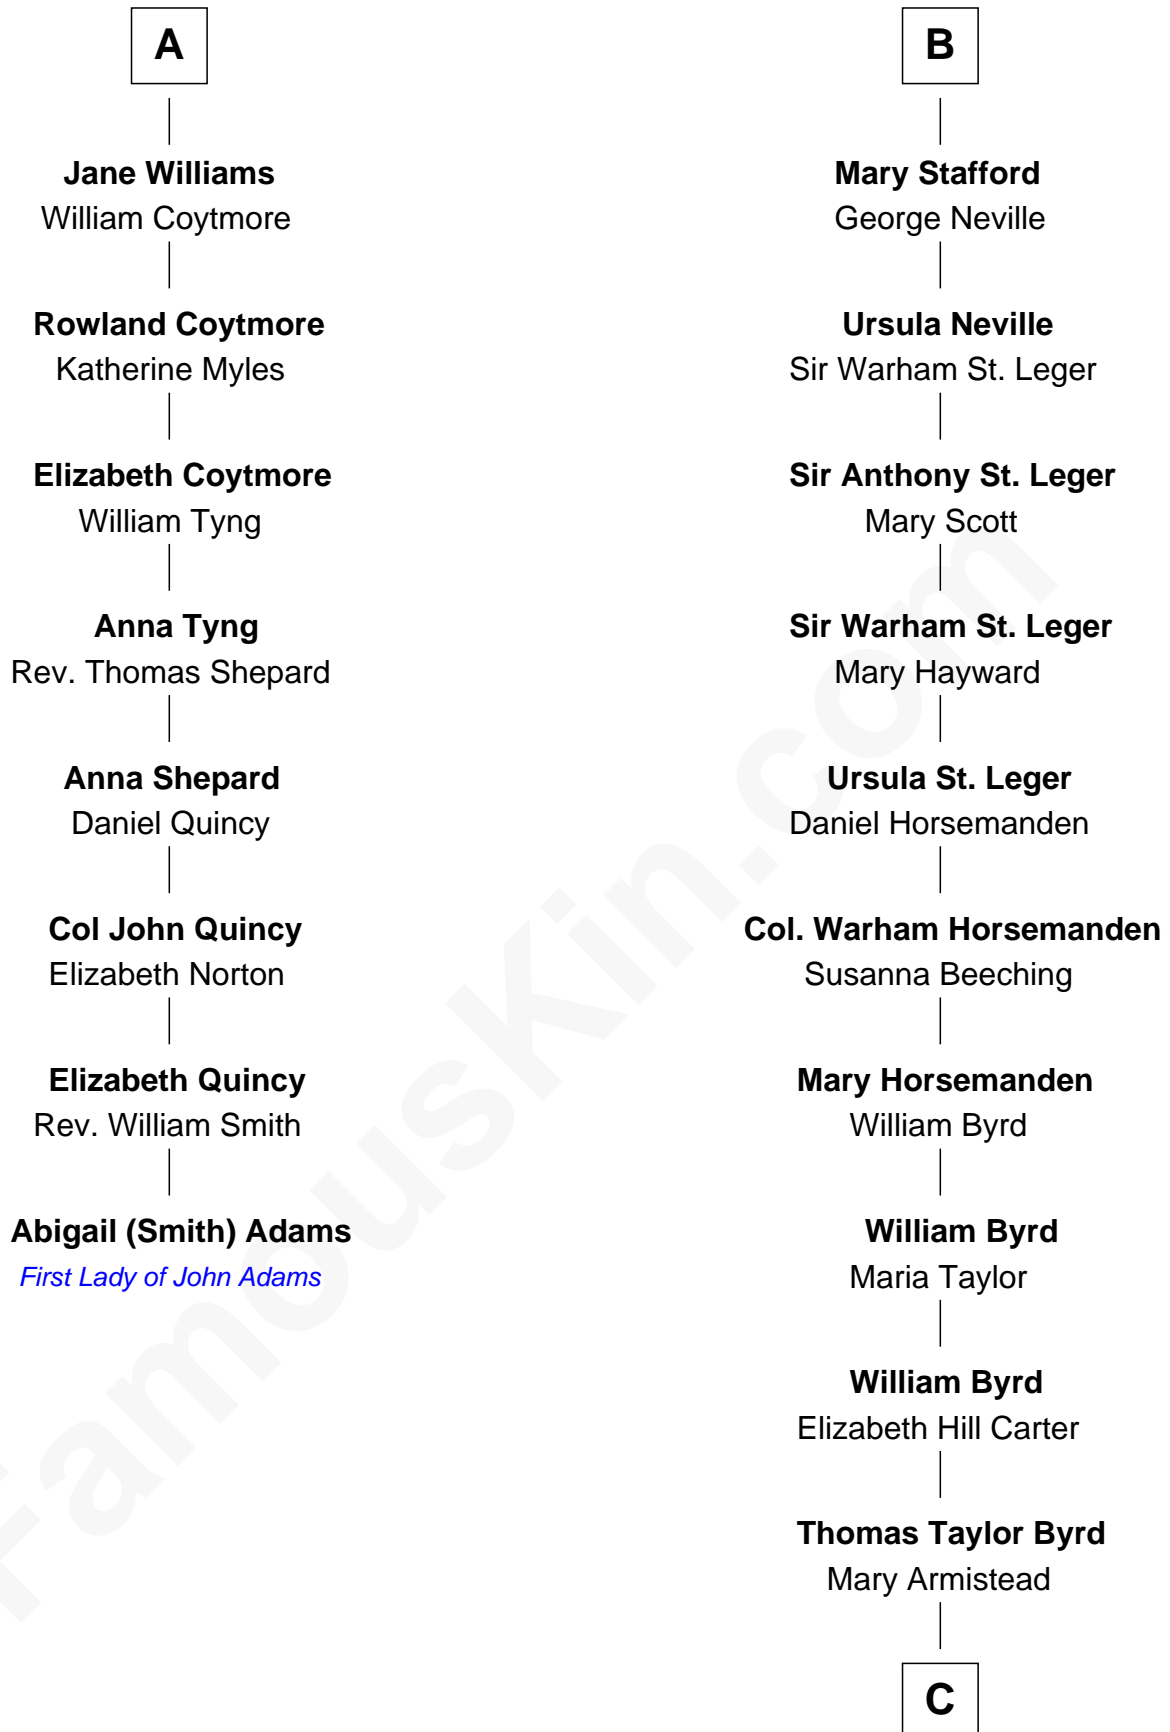 A
Jane Williams
William Coytmore
Rowland Coytmore
Katherine Myles
Elizabeth Coytmore
William Tyng
Anna Tyng
Rev. Thomas Shepard
Anna Shepard
Daniel Quincy
Col John Quincy
Elizabeth Norton
Elizabeth Quincy
Rev. William Smith
Abigail (Smith) Adams
First Lady of John Adams
B
Mary Stafford
George Neville
Ursula Neville
Sir Warham St. Leger
Sir Anthony St. Leger
Mary Scott
Sir Warham St. Leger
Mary Hayward
Ursula St. Leger
Daniel Horsemanden
Col. Warham Horsemanden
Susanna Beeching
Mary Horsemanden
William Byrd
William Byrd
Maria Taylor
William Byrd
Elizabeth Hill Carter
Thomas Taylor Byrd
Mary Armistead
C
FamousKin.com